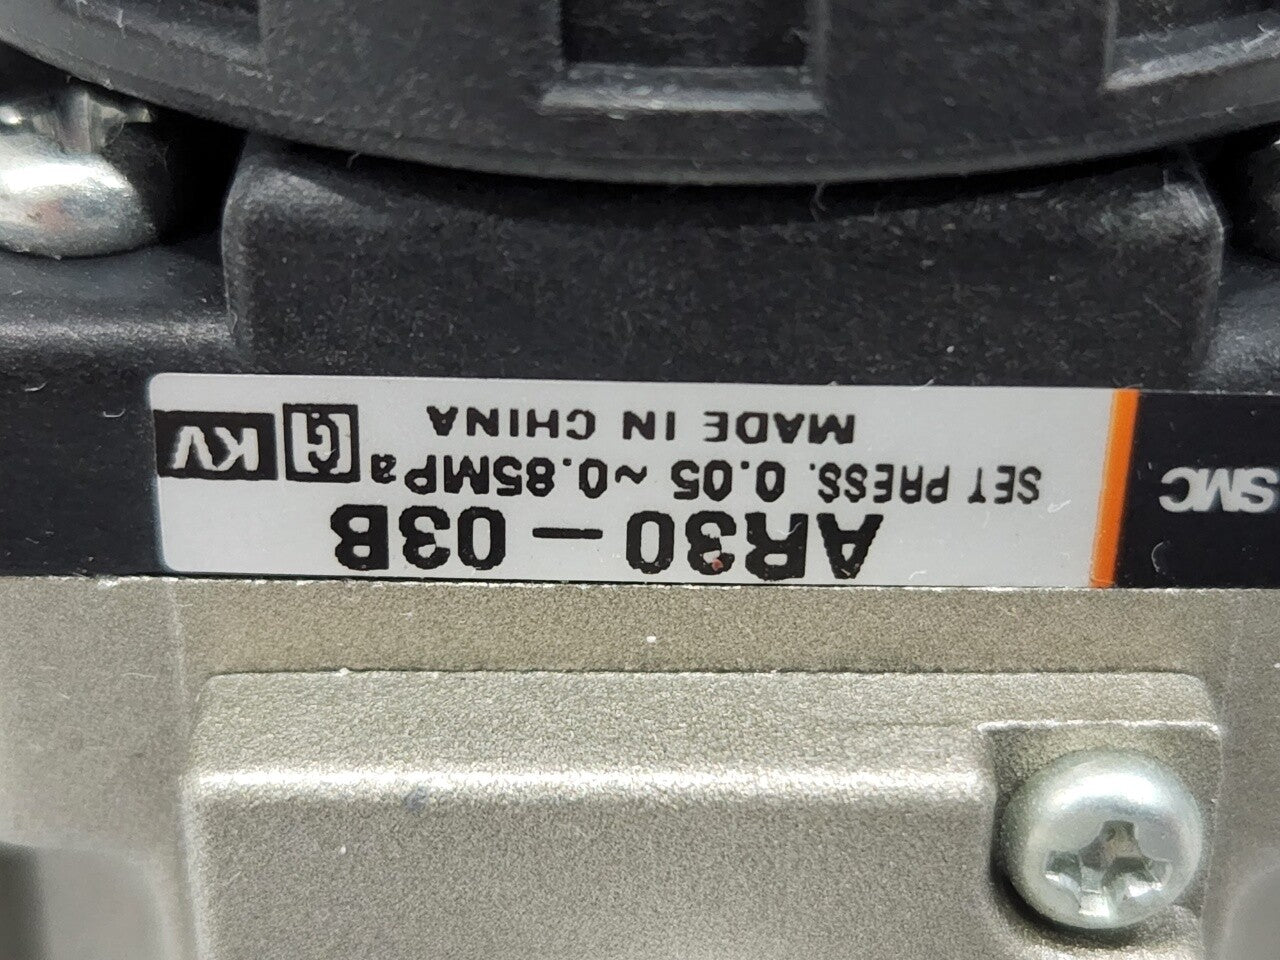 SMC
AR30-03B
SET PRESS. 0.05 ~0.85MPa
MADE IN CHINA
KV